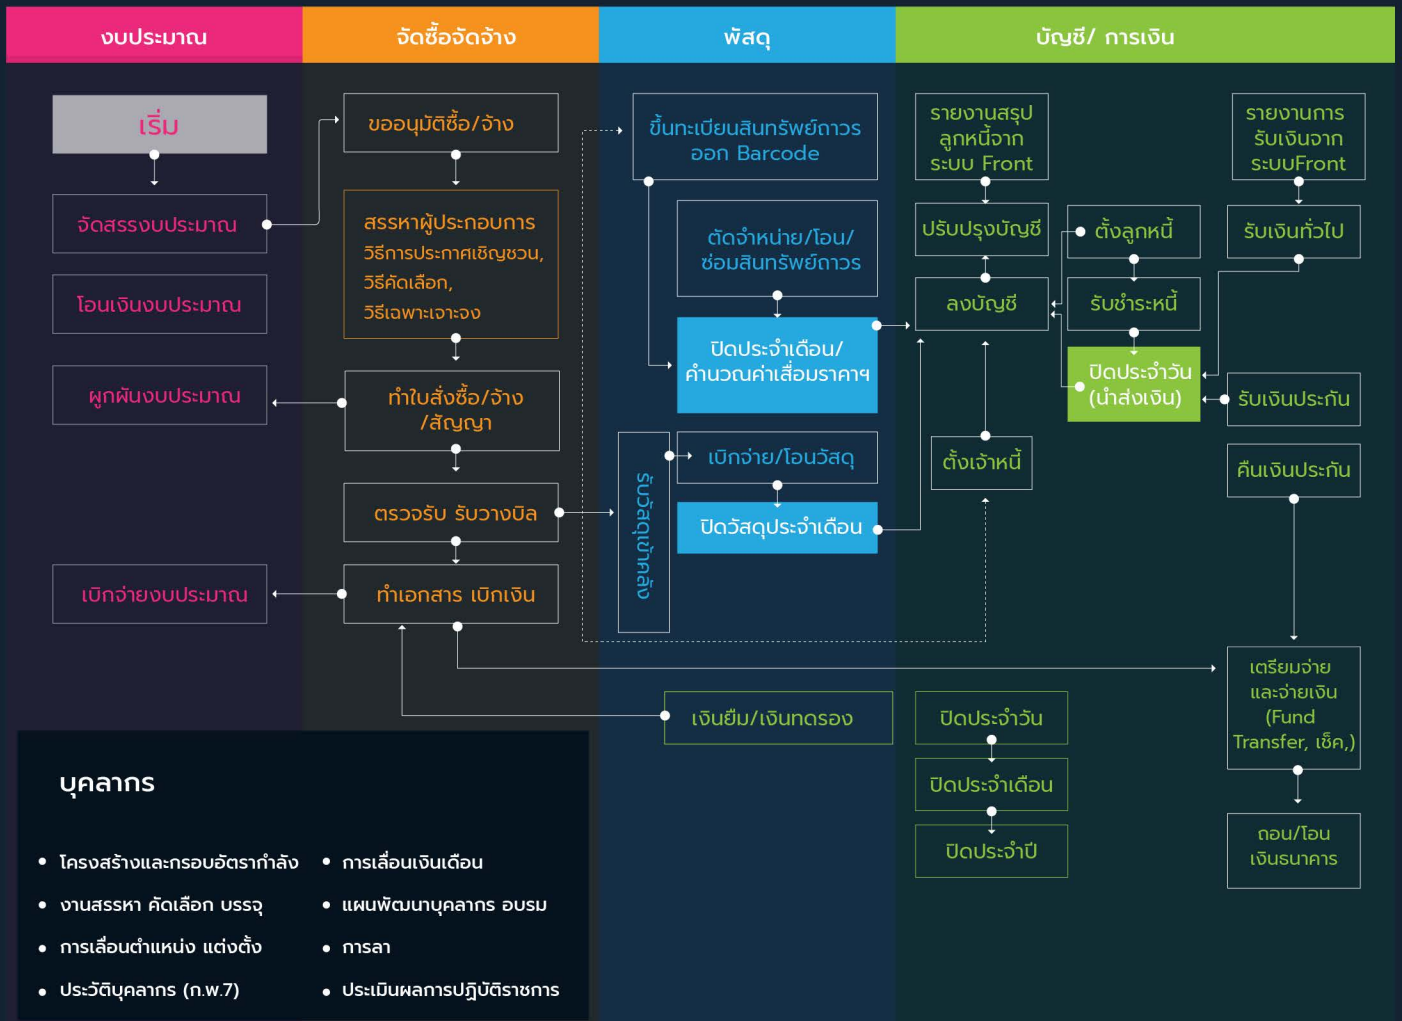 งบประมาณ
จัดซื้อจัดจ้าง
พัสดุ
บัญชี/ การเงิน
เริ่ม
จัดสรรงบประมาณ
โอนเงินงบประมาณ
ผูกพันงบประมาณ
เบิกจ่ายงบประมาณ
ขออนุมัติซื้อ/จ้าง
สรรหาผู้ประกอบการ
วิธีการประกาศเชิญชวน,
วิธีคัดเลือก,
วิธีเฉพาะเจาะจง
ทำใบสั่งซื้อ/จ้าง
/สัญญา
ตรวจรับ รับวางบิล
ทำเอกสาร เบิกเงิน
ขึ้นทะเบียนสินทรัพย์ถาวร
ออก Barcode
ตัดจำหน่าย/โอน/
ซ่อมสินทรัพย์ถาวร
ปิดประจำเดือน/
คำนวณค่าเสื่อมราคาฯ
รับวัสดุเข้าคลัง
เบิกจ่าย/โอนวัสดุ
ปิดวัสดุประจำเดือน
เงินยืม/เงินทดรอง
รายงานสรุป
ลูกหนี้จาก
ระบบ Front
ปรับปรุงบัญชี
ลงบัญชี
ตั้งเจ้าหนี้
ตั้งลูกหนี้
รับชำระหนี้
ปิดประจำวัน
(นำส่งเงิน)
รายงานการ
รับเงินจาก
ระบบFront
รับเงินทั่วไป
รับเงินประกัน
คืนเงินประกัน
เตรียมจ่าย
และจ่ายเงิน
(Fund
Transfer, เช็ค,)
ถอน/โอน
เงินธนาคาร
ปิดประจำวัน
ปิดประจำเดือน
ปิดประจำปี
บุคลากร
• โครงสร้างและกรอบอัตรากำลัง
• งานสรรหา คัดเลือก บรรจุ
• การเลื่อนตำแหน่ง แต่งตั้ง
• ประวัติบุคลากร (ก.พ.7)
• การเลื่อนเงินเดือน
• แผนพัฒนาบุคลากร อบรม
• การลา
• ประเมินผลการปฏิบัติราชการ